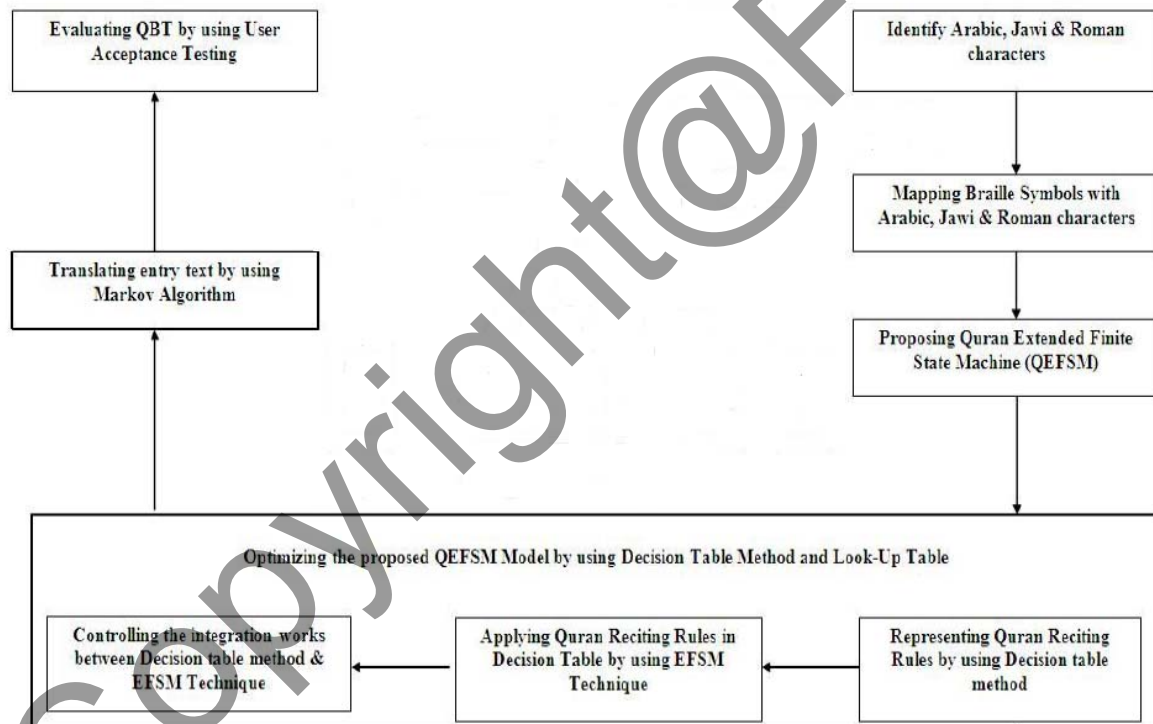 Evaluating QBT by using User
Acceptance Testing
Identify Arabic, Jawi & Roman
characters
Mapping Braille Symbols with
Arabic, Jawi & Roman characters
Translating entry text by using
Markov Algorithm
Proposing Quran Extended Finite
State Machine (QEFSM)
Optimizing the proposed QEFSM Model by using Decision Table Method and Look-Up Table
Controlling the integration works
between Decision table method &
EFSM Technique
Applying Quran Reciting Rules in
Decision Table by using EFSM
Technique
Representing Quran Reciting
Rules by using Decision table
method
Copyright@F